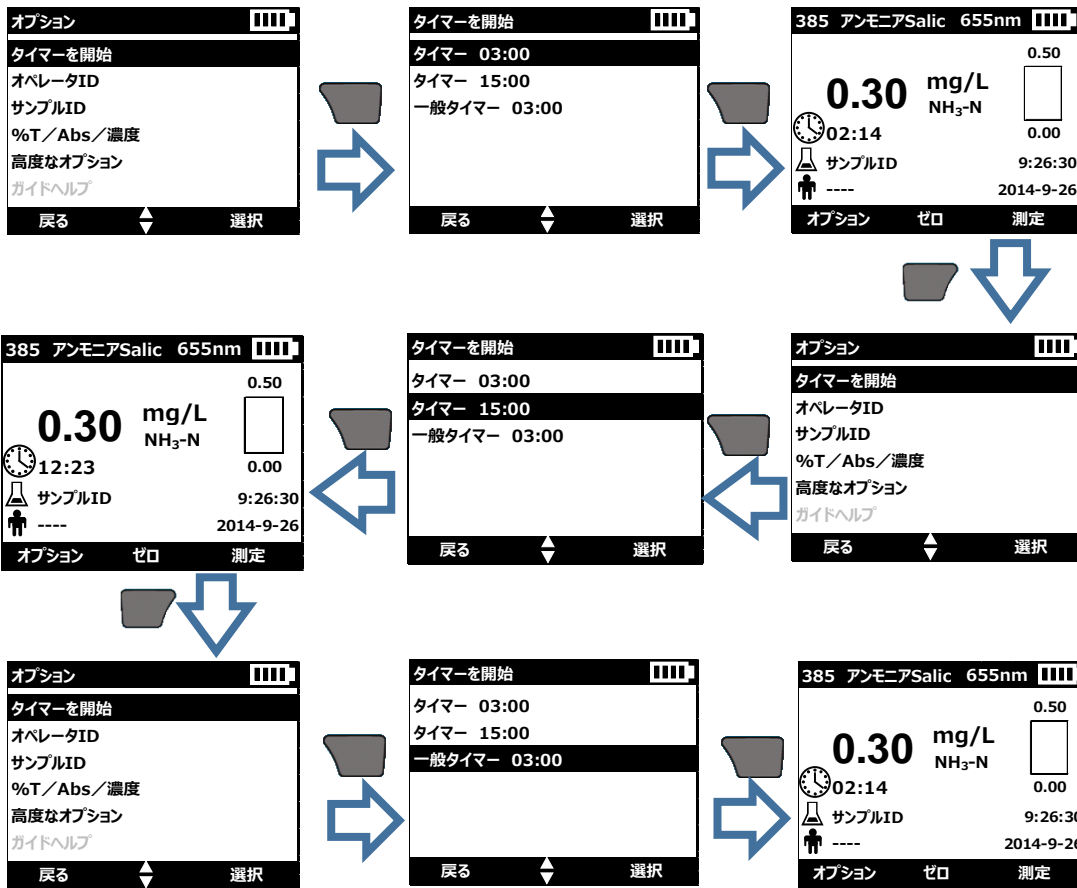 オプション
タイマーを開始
オペレータID
サンプルID
%T/Abs/濃度
高度なオプション
ガイドヘルプ
戻る 選択
タイマーを開始
タイマー 03:00
タイマー 15:00
一般タイマー 03:00
戻る 選択
385 アンモニアSalic 655nm
0.50
0.30 mg/L
NH₃-N
02:14 0.00
サンプルID 9:26:30
---- 2014-9-26
オプション ゼロ 測定
385 アンモニアSalic 655nm
0.50
0.30 mg/L
NH₃-N
12:23 0.00
サンプルID 9:26:30
---- 2014-9-26
オプション ゼロ 測定
タイマーを開始
タイマー 03:00
タイマー 15:00
一般タイマー 03:00
戻る 選択
オプション
タイマーを開始
オペレータID
サンプルID
%T/Abs/濃度
高度なオプション
ガイドヘルプ
戻る 選択
オプション
タイマーを開始
オペレータID
サンプルID
%T/Abs/濃度
高度なオプション
ガイドヘルプ
戻る 選択
タイマーを開始
タイマー 03:00
タイマー 15:00
一般タイマー 03:00
戻る 選択
385 アンモニアSalic 655nm
0.50
0.30 mg/L
NH₃-N
02:14 0.00
サンプルID 9:26:30
---- 2014-9-26
オプション ゼロ 測定